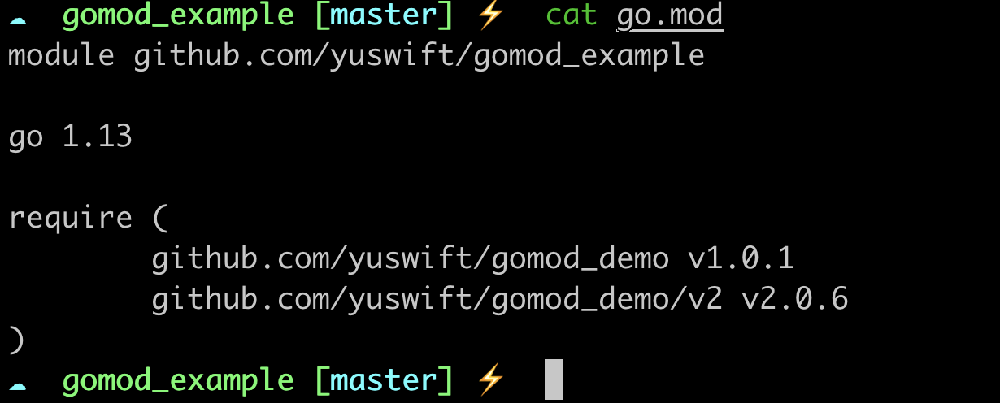 ☁  gomod_example [master] ⚡  cat go.mod
module github.com/yuswift/gomod_example

go 1.13

require (
        github.com/yuswift/gomod_demo v1.0.1
        github.com/yuswift/gomod_demo/v2 v2.0.6
)
☁  gomod_example [master] ⚡